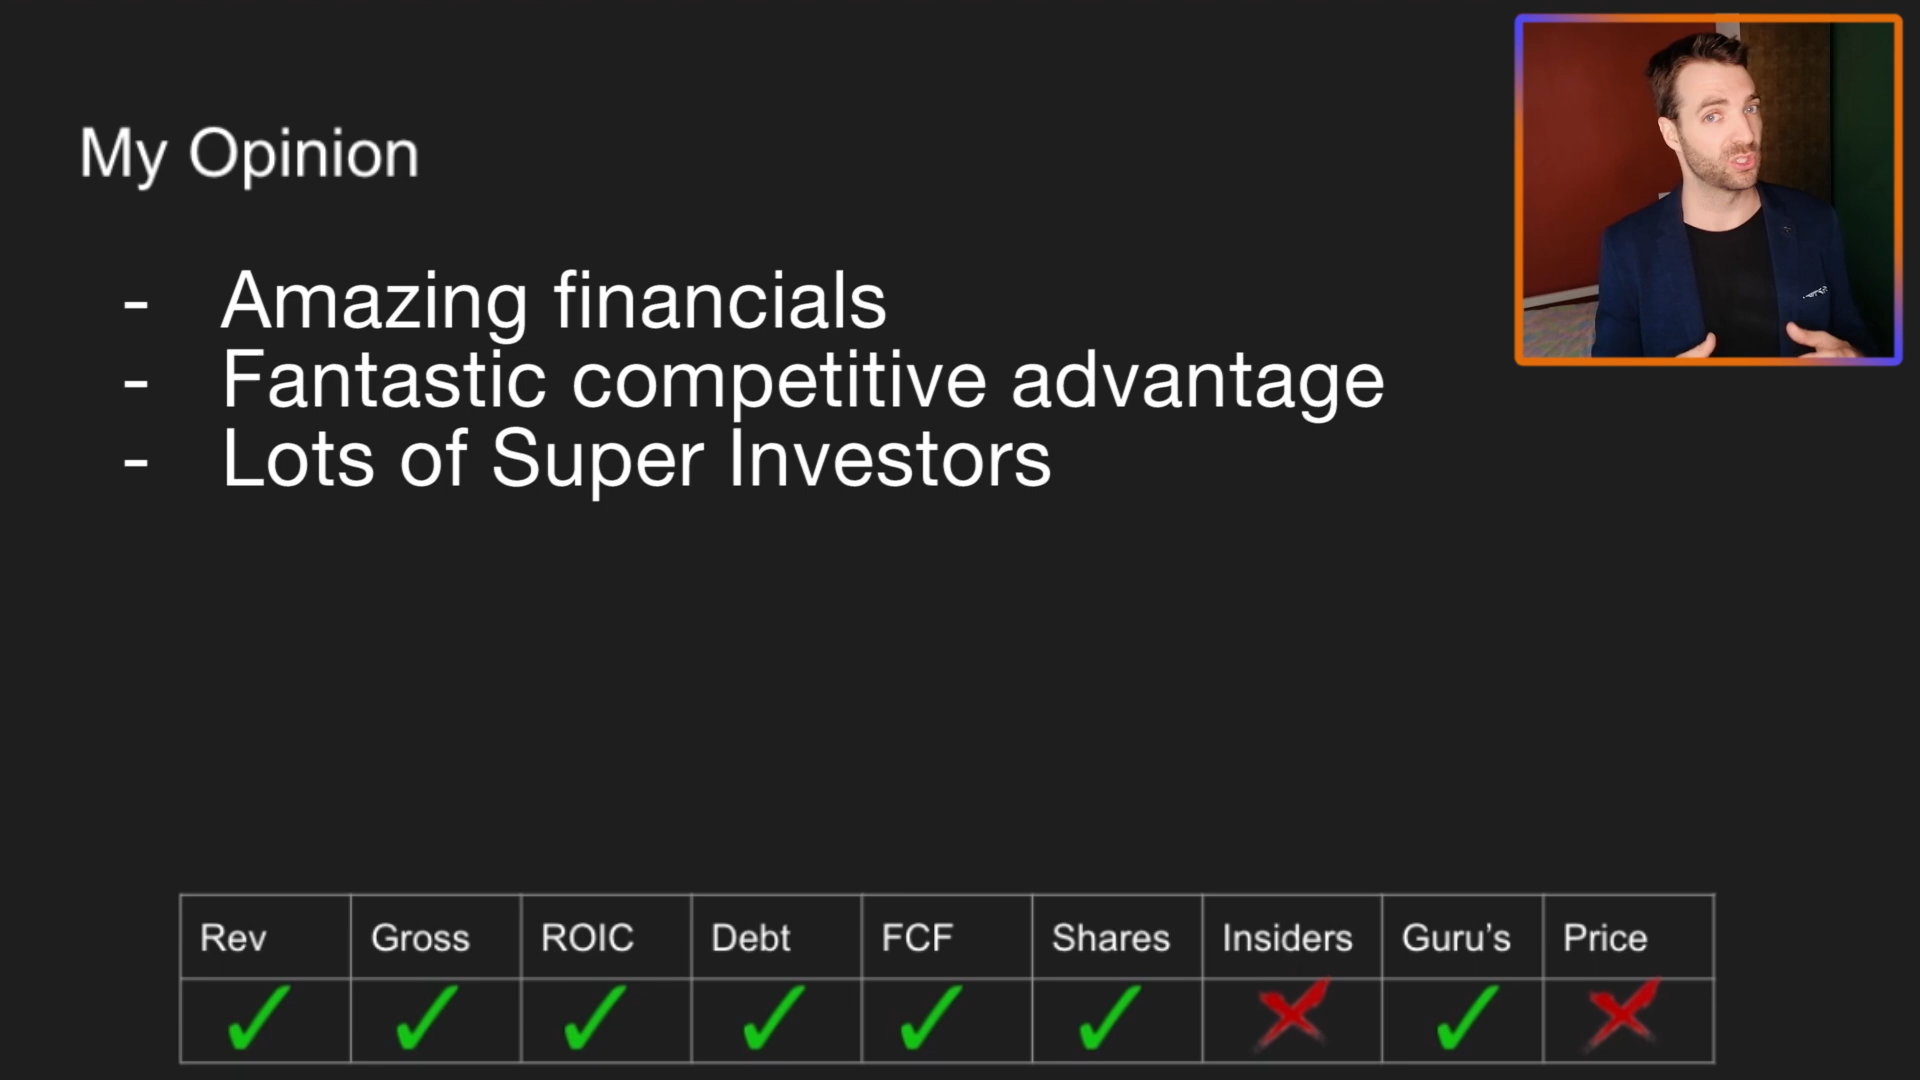 My Opinion
- Amazing financials
- Fantastic competitive advantage
- Lots of Super Investors
Rev Gross ROIC Debt FCF Shares Insiders Guru's Price